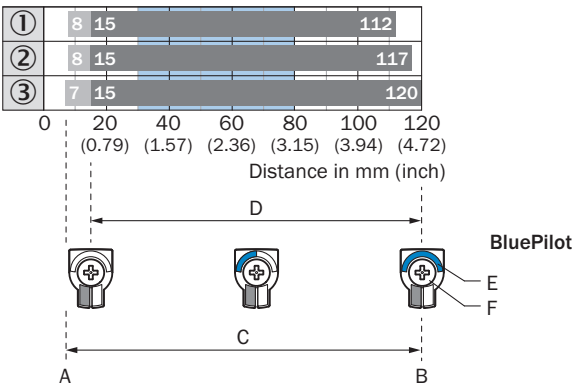 ① 8 15 112
② 8 15 117
③ 7 15 120
0 20 40 60 80 100 120
(0.79) (1.57) (2.36) (3.15) (3.94) (4.72)
Distance in mm (inch)
D
BluePilot
E
F
C
A B